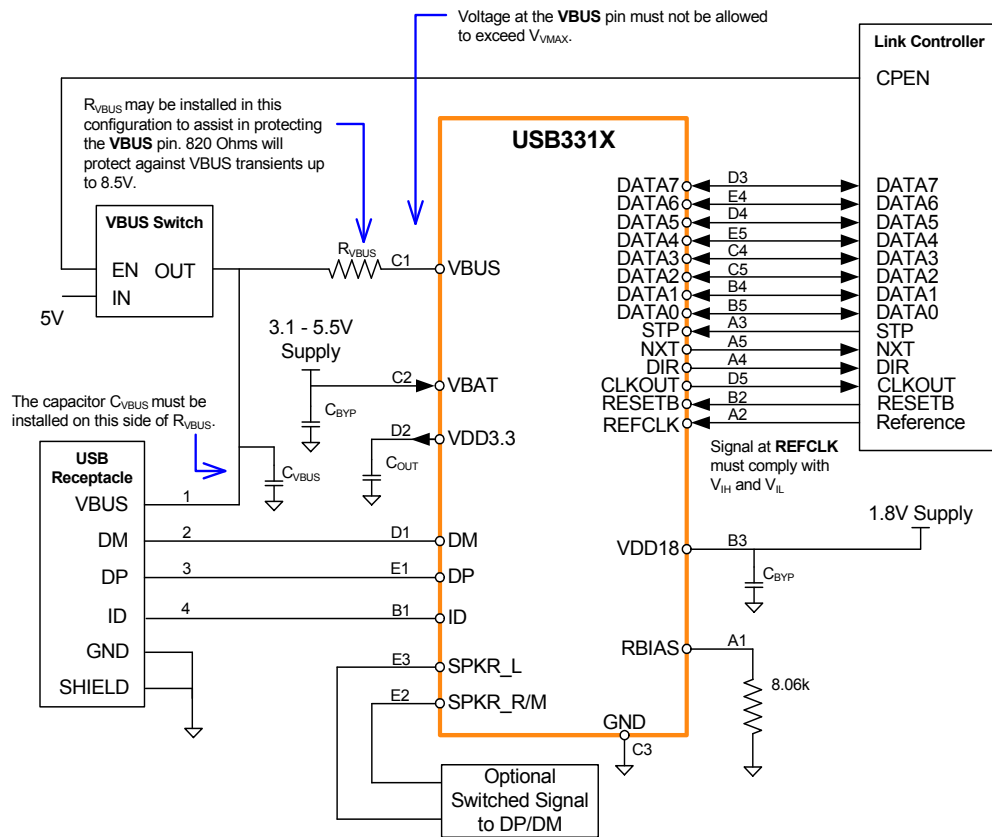 Voltage at the VBUS pin must not be allowed
to exceed VVMAX.
Link Controller
CPEN
RVBUS may be installed in this
configuration to assist in protecting
the VBUS pin. 820 Ohms will
protect against VBUS transients up
to 8.5V.
USB331X
VBUS Switch
EN OUT
IN
5V
RVBUS
C1
VBUS
DATA7 D3 DATA7
DATA6 E4 DATA6
DATA5 D4 DATA5
DATA4 E5 DATA4
DATA3 C4 DATA3
DATA2 C5 DATA2
DATA1 B4 DATA1
DATA0 B5 DATA0
STP A3 STP
NXT A5 NXT
DIR A4 DIR
CLKOUT D5 CLKOUT
RESETB B2 RESETB
REFCLK A2 Reference
3.1 - 5.5V
Supply
C2 VBAT
CBYP
D2 VDD3.3
COUT
The capacitor CVBUS must be
installed on this side of RVBUS.
CVBUS
Signal at REFCLK
must comply with
VIH and VIL
USB
Receptacle
VBUS 1
DM 2 D1 DM
DP 3 E1 DP
ID 4 B1 ID
GND
SHIELD
1.8V Supply
VDD18 B3
CBYP
RBIAS A1
8.06k
E3 SPKR_L
E2 SPKR_R/M
GND
C3
Optional
Switched Signal
to DP/DM